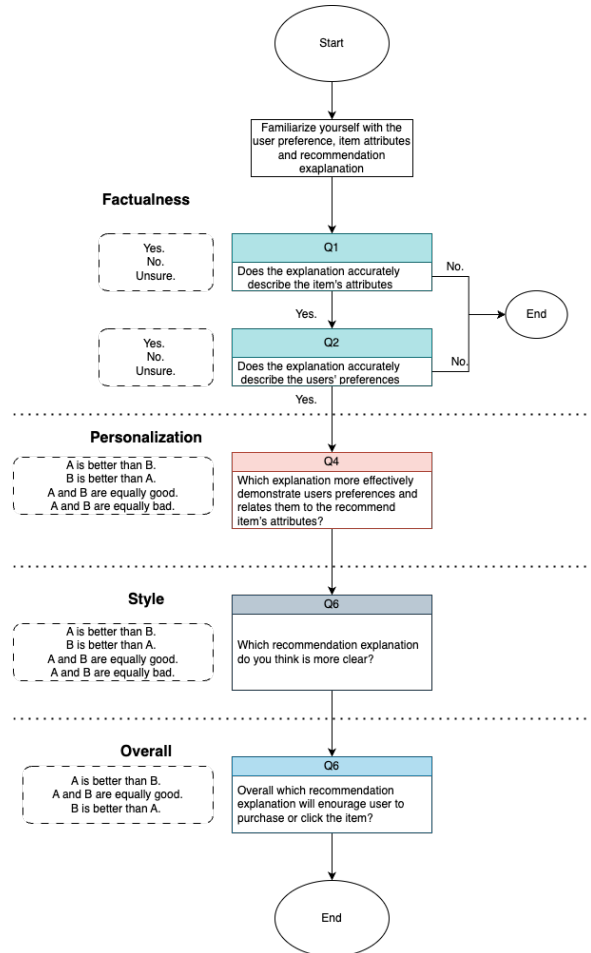 Start
Familiarize yourself with the
user preference, item attributes
and recommendation
exaplanation
Factualness
Yes.
No.
Unsure.
Q1
Does the explanation accurately
describe the item's attributes
No.
Yes.
End
Yes.
No.
Unsure.
Q2
Does the explanation accurately
describe the users' preferences
No.
Yes.
Personalization
A is better than B.
B is better than A.
A and B are equally good.
A and B are equally bad.
Q4
Which explanation more effectively
demonstrate users preferences and
relates them to the recommend
item's attributes?
Style
A is better than B.
B is better than A.
A and B are equally good.
A and B are equally bad.
Q6
Which recommendation explanation
do you think is more clear?
Overall
A is better than B.
A and B are equally good.
B is better than A.
Q6
Overall which recommendation
explanation will enourage user to
purchase or click the item?
End